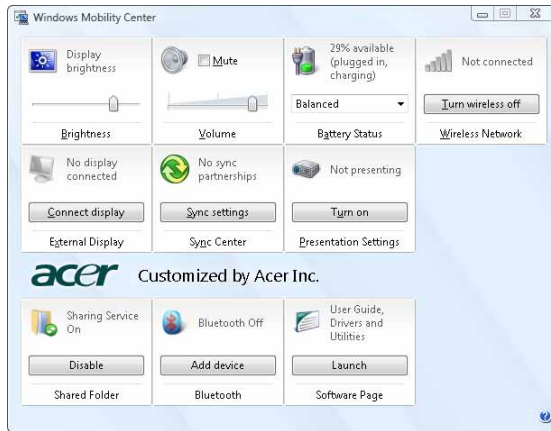 Windows Mobility Center
Display
brightness
Brightness
Mute
Volume
29% available
(plugged in,
charging)
Balanced
Battery Status
Not connected
Turn wireless off
Wireless Network
No display
connected
Connect display
External Display
No sync
partnerships
Sync settings
Sync Center
Not presenting
Turn on
Presentation Settings
acer Customized by Acer Inc.
Sharing Service
On
Disable
Shared Folder
Bluetooth Off
Add device
Bluetooth
User Guide,
Drivers and
Utilities
Launch
Software Page